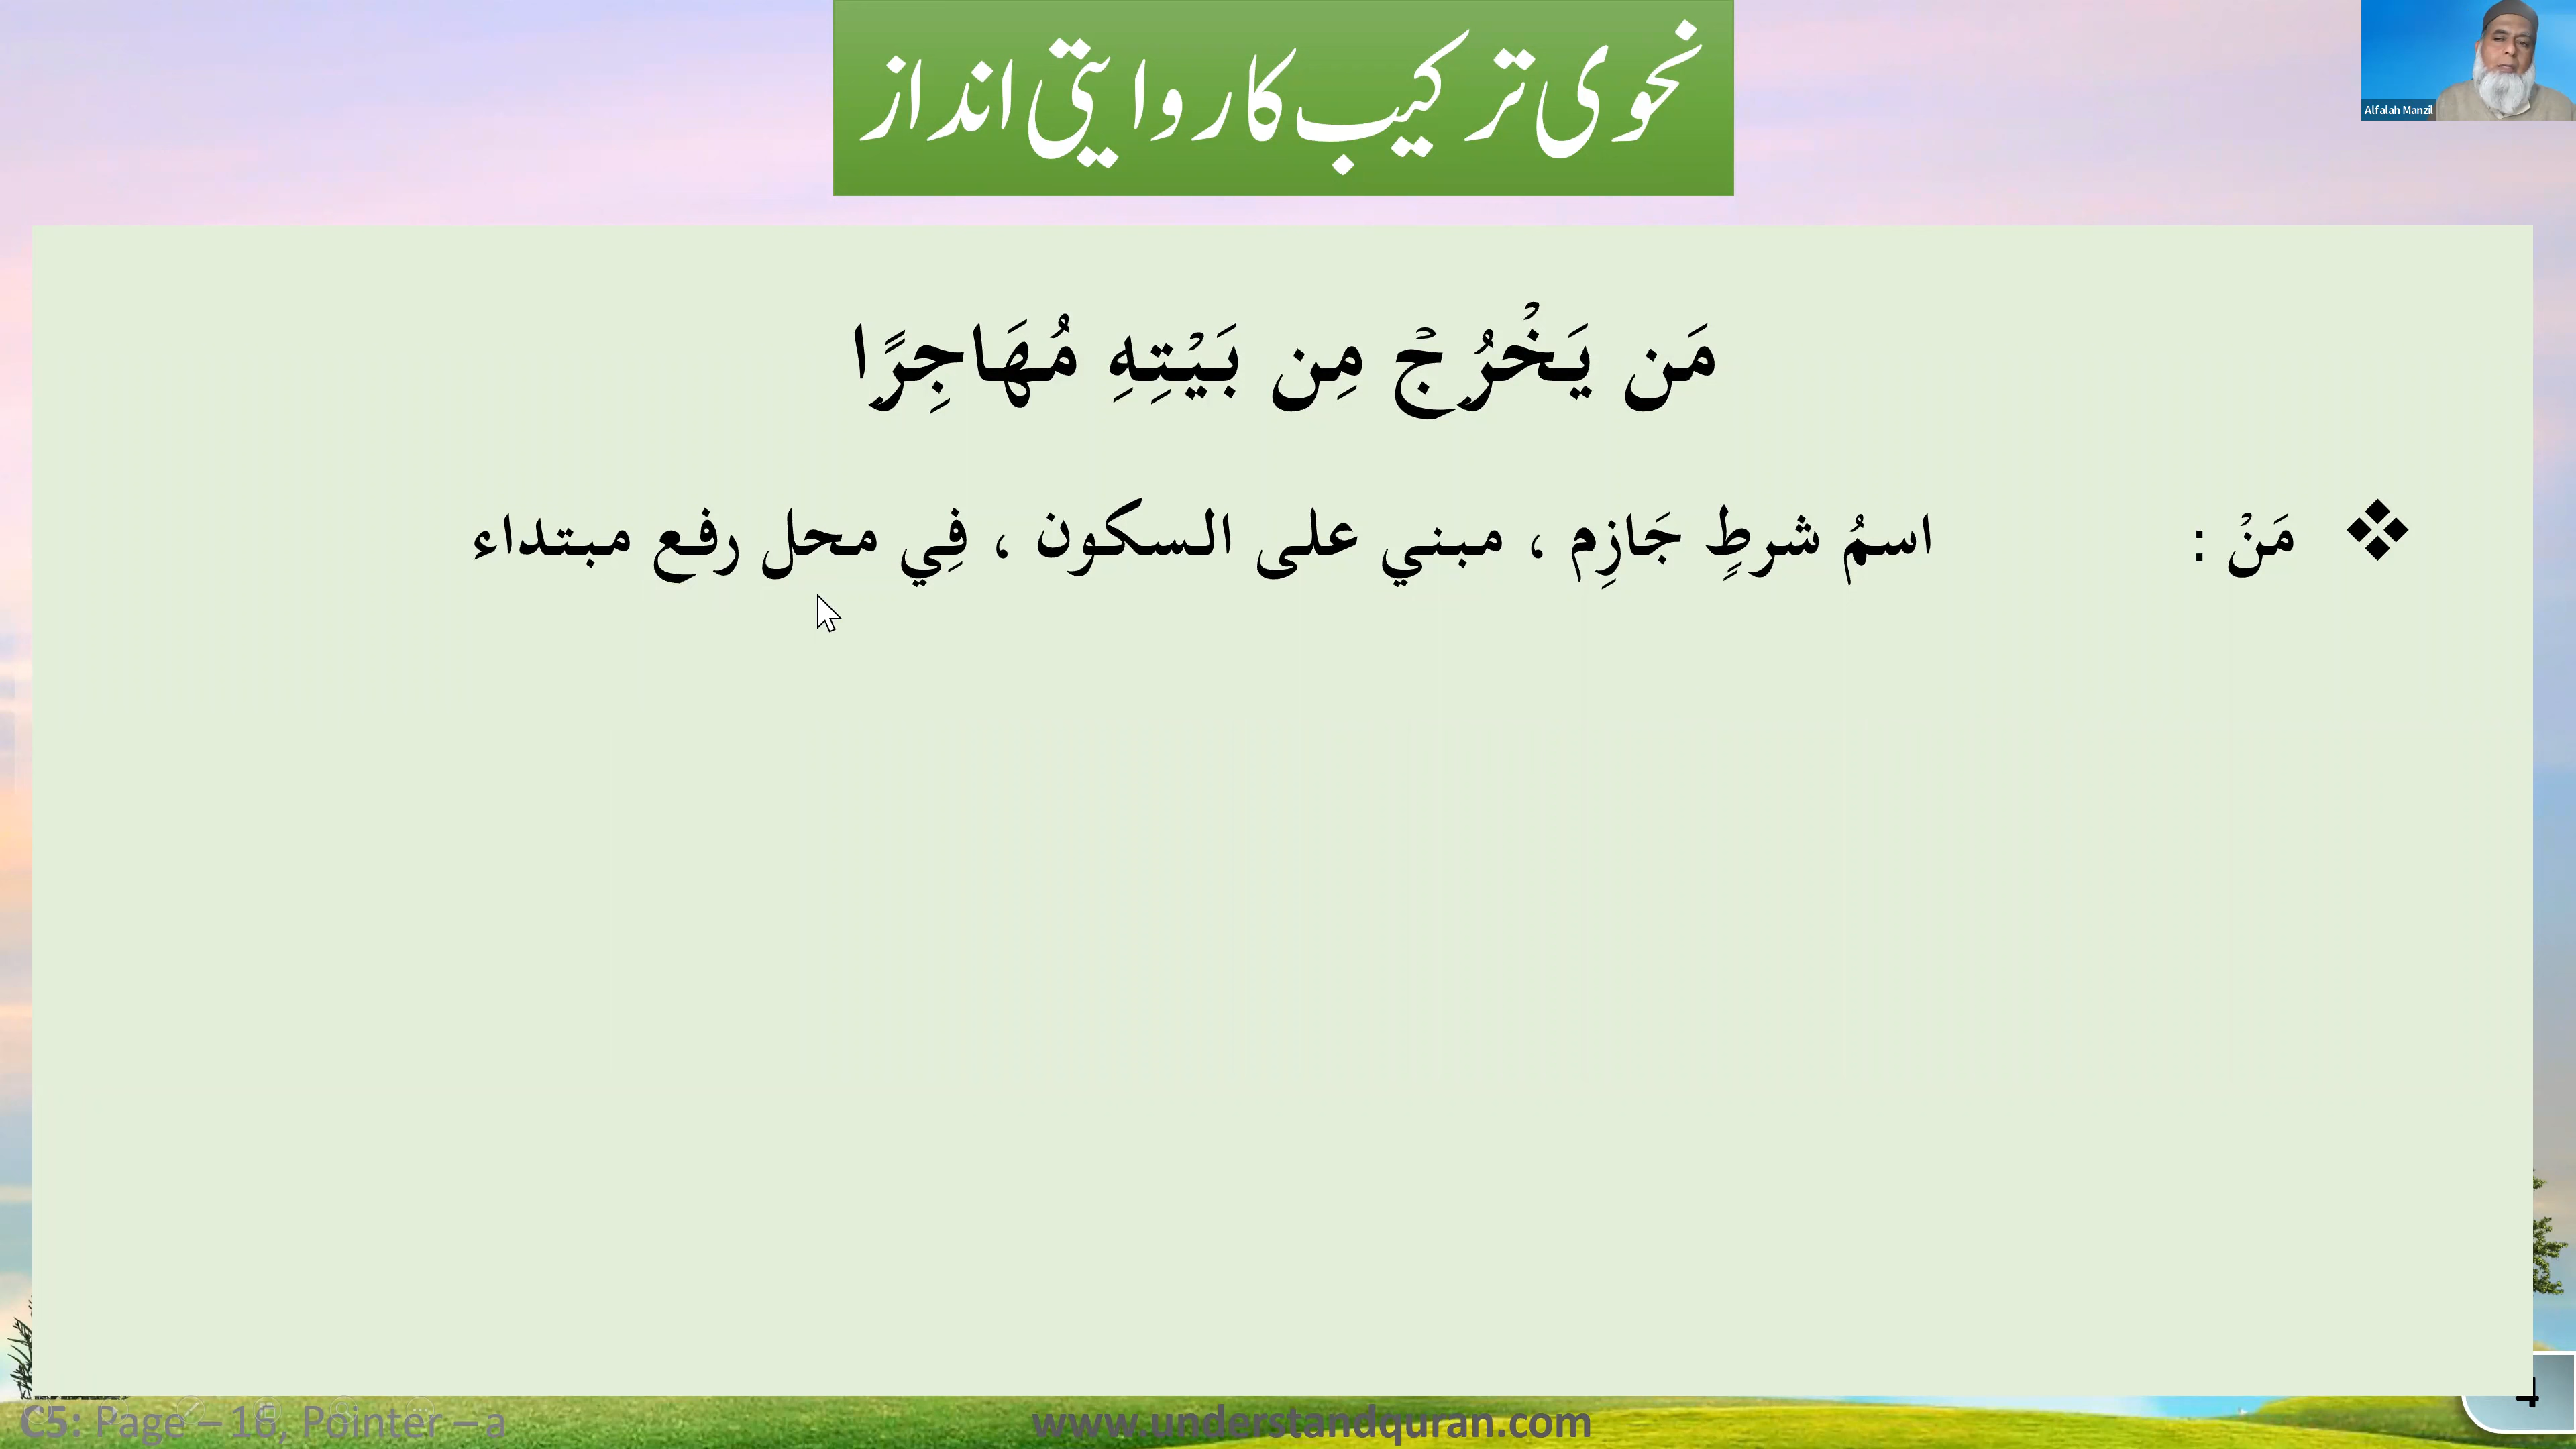 نحوی ترکیب کا روایتی انداز
Alfalah Manzil
مَن يَخْرُجْ مِن بَيْتِهِ مُهَاجِرًا
❖ مَنْ : اسمُ شرطٍ جَازِم ، مبني على السكون ، فِي محل رفع مبتداء
C5: Page – 16, Pointer – a
www.understandquran.com
4